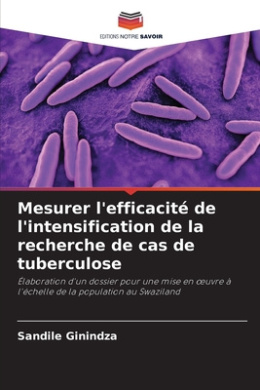 EDITIONS NOTRE SAVOIR
Mesurer l'efficacité de
l'intensification de la
recherche de cas de
tuberculose
Élaboration d'un dossier pour une mise en œuvre à
l'échelle de la population au Swaziland
Sandile Ginindza